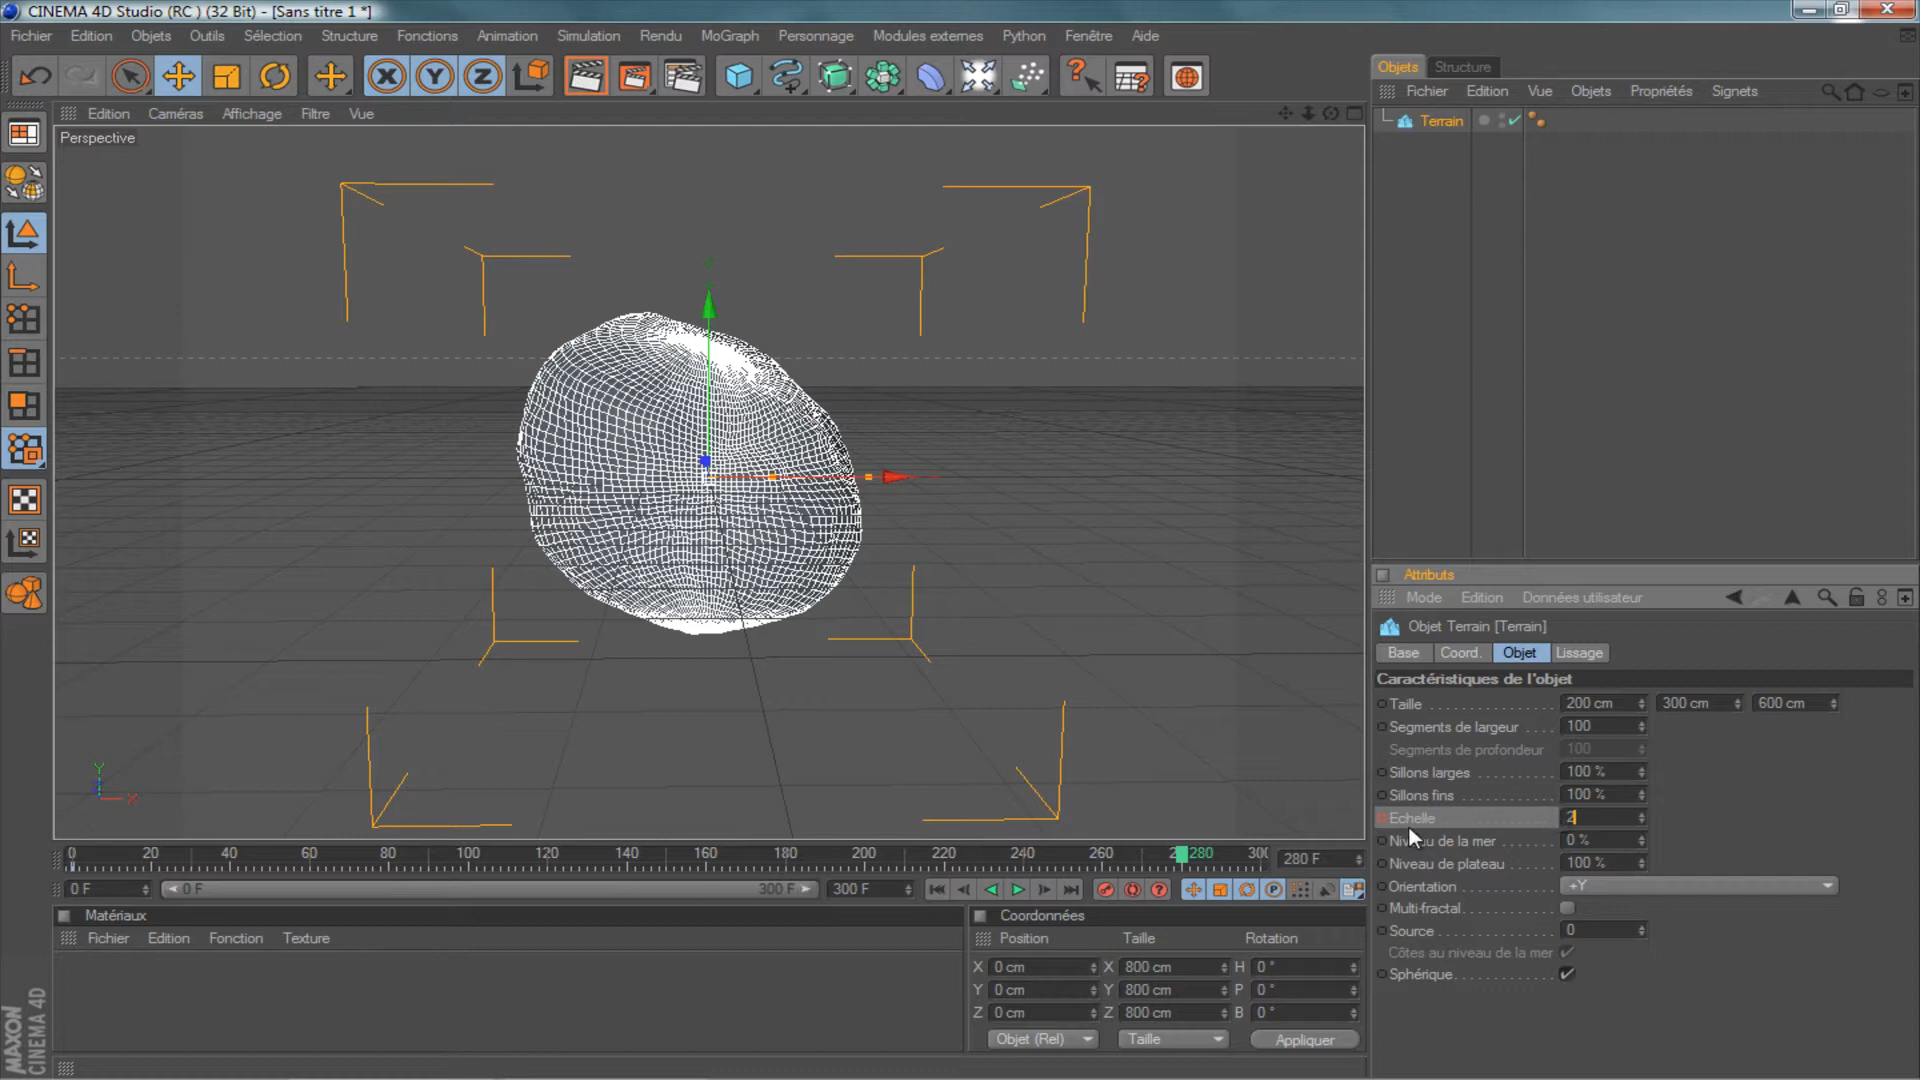 CINEMA 4D Studio (RC ) (32 Bit) - [Sans titre 1 *]
Fichier Edition Objets Outils Sélection Structure Fonctions Animation Simulation Rendu MoGraph Personnage Modules externes Python Fenêtre Aide
X Y Z
Edition Caméras Affichage Filtre Vue
Perspective
Y
X
0 20 40 60 80 100 120 140 160 180 200 220 240 260 280 300
280 F
0 F 0 F 300 F 300 F
Matériaux
Fichier Edition Fonction Texture
Coordonnées
Position Taille Rotation
X 0 cm X 800 cm H 0 °
Y 0 cm Y 800 cm P 0 °
Z 0 cm Z 800 cm B 0 °
Objet (Rel) Taille Appliquer
MAXON
CINEMA 4D
Objets Structure
Fichier Edition Vue Objets Propriétés Signets
Terrain
Attributs
Mode Edition Données utilisateur
Objet Terrain [Terrain]
Base Coord. Objet Lissage
Caractéristiques de l'objet
Taille 200 cm 300 cm 600 cm
Segments de largeur 100
Segments de profondeur 100
Sillons larges 100 %
Sillons fins 100 %
Echelle 2
Niveau de la mer 0 %
Niveau de plateau 100 %
Orientation +Y
Multi-fractal
Source 0
Côtes au niveau de la mer
Sphérique